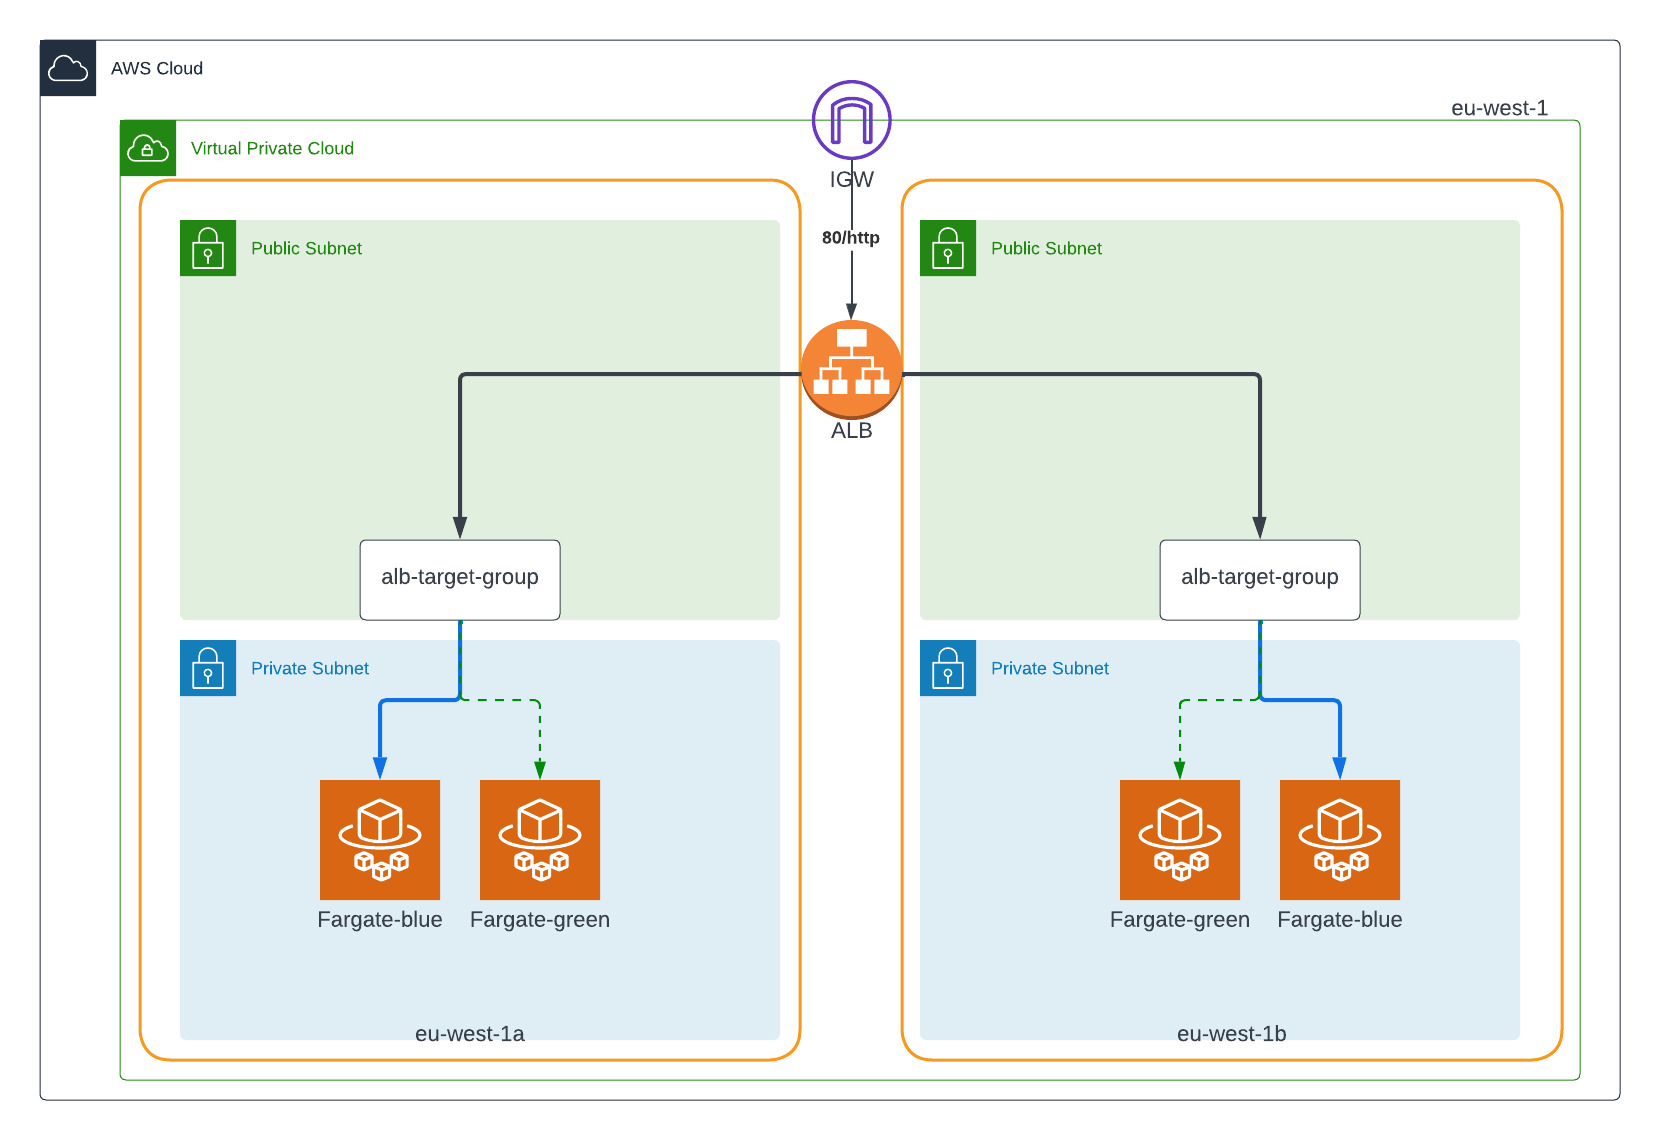 AWS Cloud
eu-west-1
Virtual Private Cloud
IGW
80/http
Public Subnet
Public Subnet
ALB
alb-target-group
alb-target-group
Private Subnet
Private Subnet
Fargate-blue
Fargate-green
Fargate-green
Fargate-blue
eu-west-1a
eu-west-1b